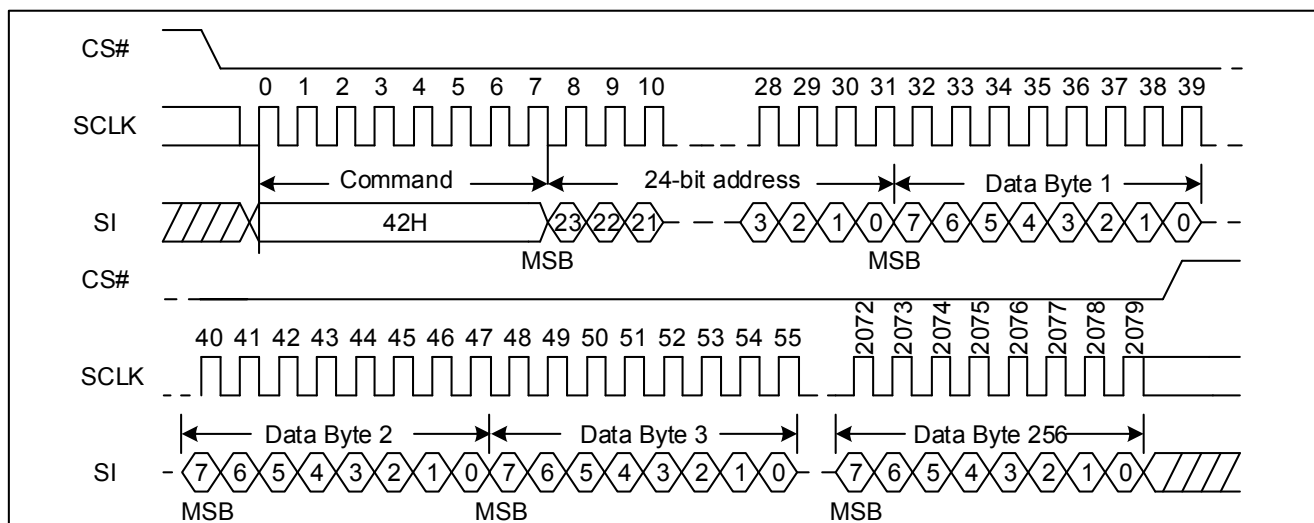 CS#
0 1 2 3 4 5 6 7 8 9 10 28 29 30 31 32 33 34 35 36 37 38 39
SCLK
Command 24-bit address Data Byte 1
SI 42H 23 22 21 3 2 1 0 7 6 5 4 3 2 1 0
MSB MSB
CS#
40 41 42 43 44 45 46 47 48 49 50 51 52 53 54 55 2072 2073 2074 2075 2076 2077 2078 2079
SCLK
Data Byte 2 Data Byte 3 Data Byte 256
SI 7 6 5 4 3 2 1 0 7 6 5 4 3 2 1 0 7 6 5 4 3 2 1 0
MSB MSB MSB